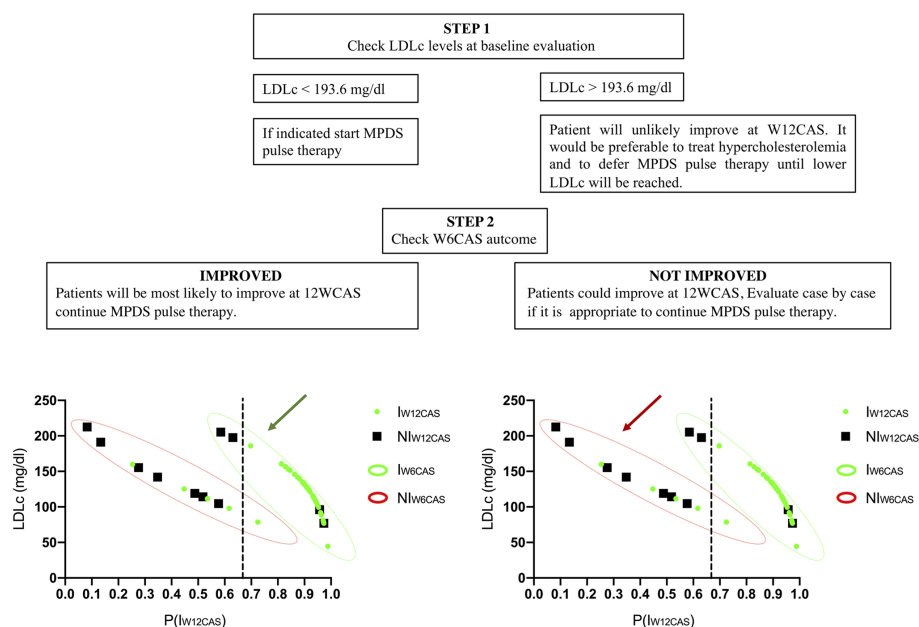 STEP 1
Check LDLc levels at baseline evaluation
LDLc < 193.6 mg/dl
LDLc > 193.6 mg/dl
If indicated start MPDS
pulse therapy
Patient will unlikely improve at W12CAS. It
would be preferable to treat hypercholesterolemia
and to defer MPDS pulse therapy until lower
LDLc will be reached.
STEP 2
Check W6CAS autcome
IMPROVED
Patients will be most likely to improve at 12WCAS
continue MPDS pulse therapy.
NOT IMPROVED
Patients could improve at 12WCAS, Evaluate case by case
if it is appropriate to continue MPDS pulse therapy.
LDLc (mg/dl)
250
200
150
100
50
0
0.0 0.1 0.2 0.3 0.4 0.5 0.6 0.7 0.8 0.9 1.0
P(IW12CAS)
IW12CAS
NIW12CAS
IW6CAS
NIW6CAS
LDLc (mg/dl)
250
200
150
100
50
0
0.0 0.1 0.2 0.3 0.4 0.5 0.6 0.7 0.8 0.9 1.0
P(IW12CAS)
IW12CAS
NIW12CAS
IW6CAS
NIW6CAS